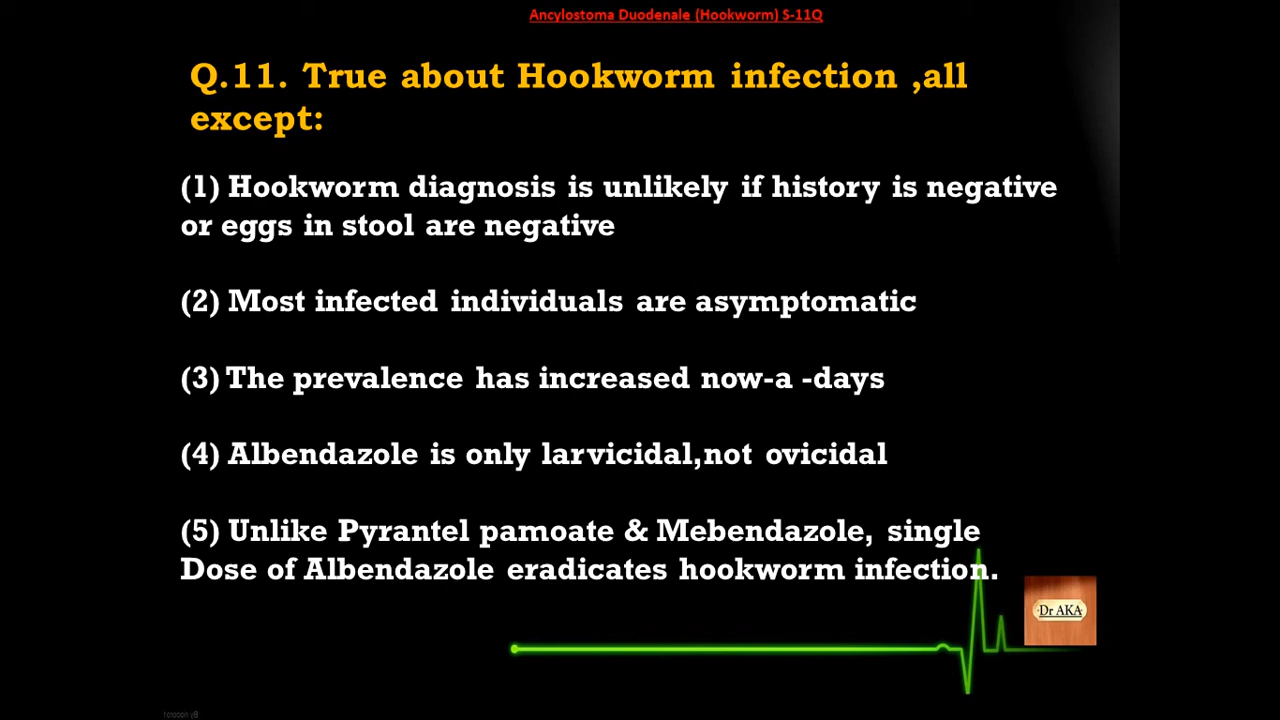 Ancylostoma Duodenale (Hookworm) S-11Q
Q.11. True about Hookworm infection ,all
except:
(1) Hookworm diagnosis is unlikely if history is negative
or eggs in stool are negative
(2) Most infected individuals are asymptomatic
(3) The prevalence has increased now-a -days
(4) Albendazole is only larvicidal,not ovicidal
(5) Unlike Pyrantel pamoate & Mebendazole, single
Dose of Albendazole eradicates hookworm infection.
Dr AKA